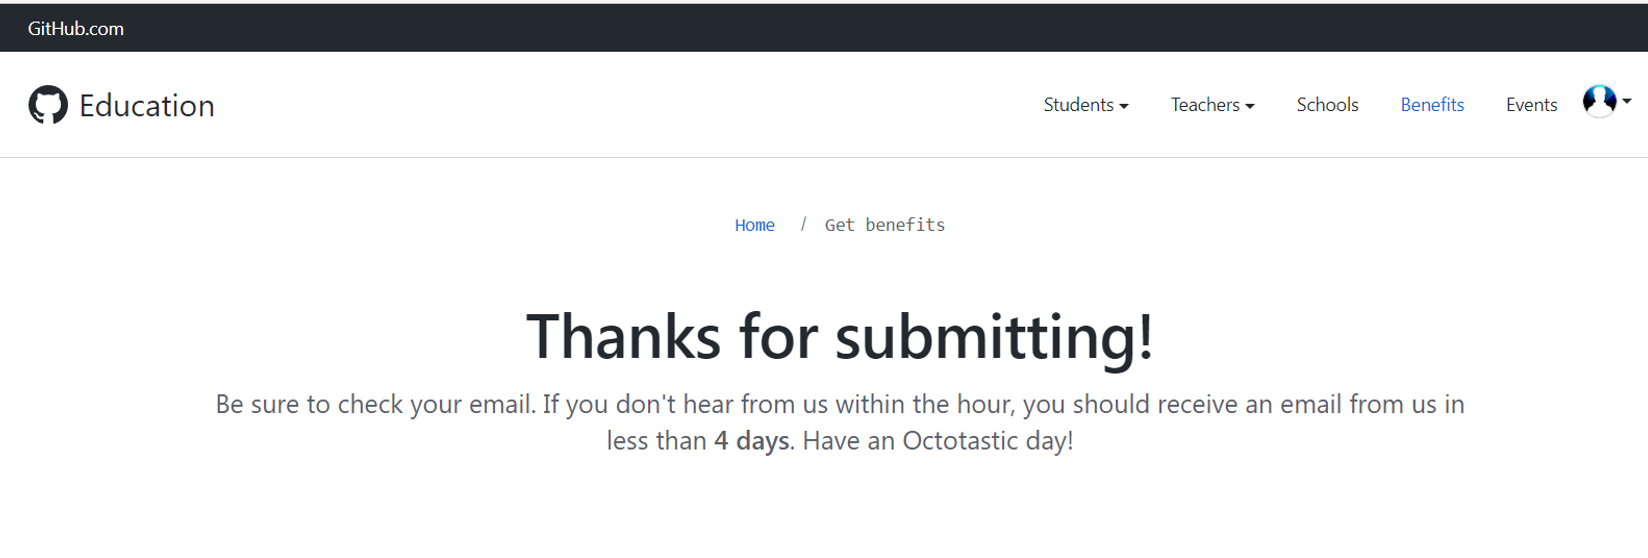 GitHub.com
Education
Students
Teachers
Schools
Benefits
Events
Home / Get benefits
Thanks for submitting!
Be sure to check your email. If you don't hear from us within the hour, you should receive an email from us in
less than 4 days. Have an Octotastic day!